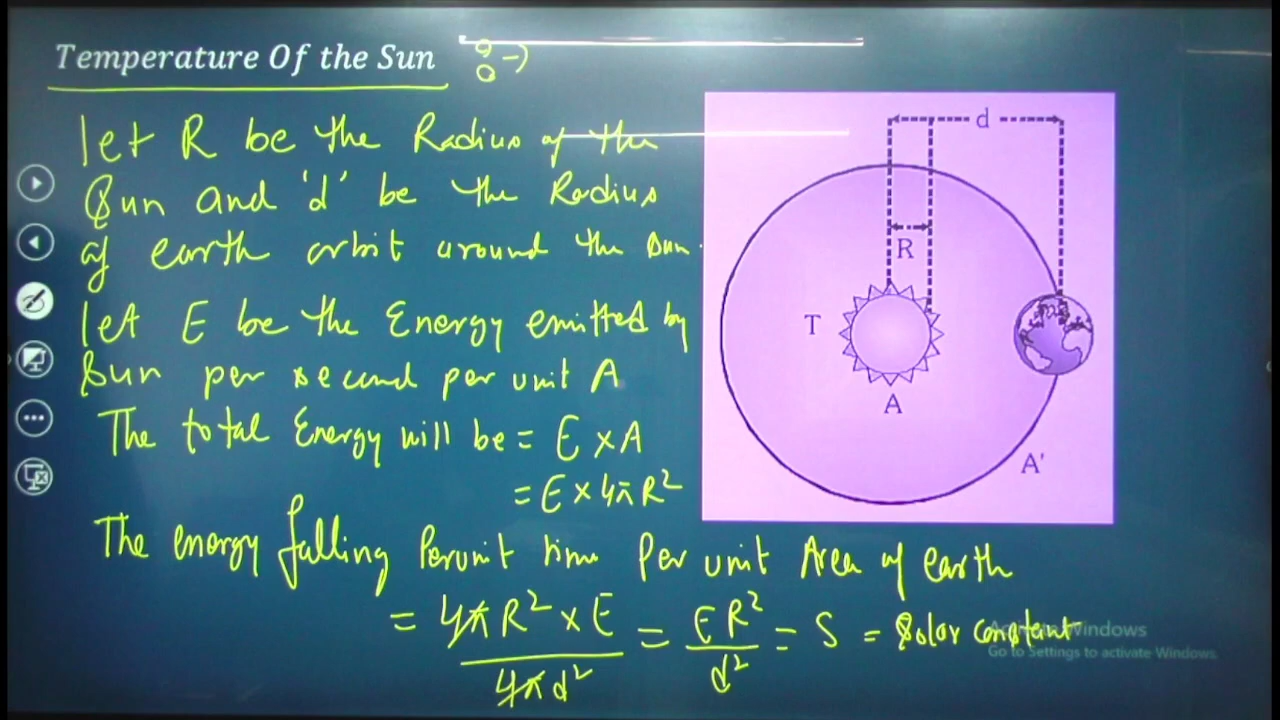 Temperature Of the Sun
let R be the Radius of the
Sun and 'd' be the Radius
of earth orbit around the sun.
let E be the Energy emitted by
Sun per second per unit A
The total Energy will be = E × A
= E × 4πR²
The energy falling Per unit time Per unit Area of earth
= 4πR² × E / 4πd² = ER² / d² = S = Solar constant
d
R
T
A
A'
Activate Windows
Go to Settings to activate Windows.